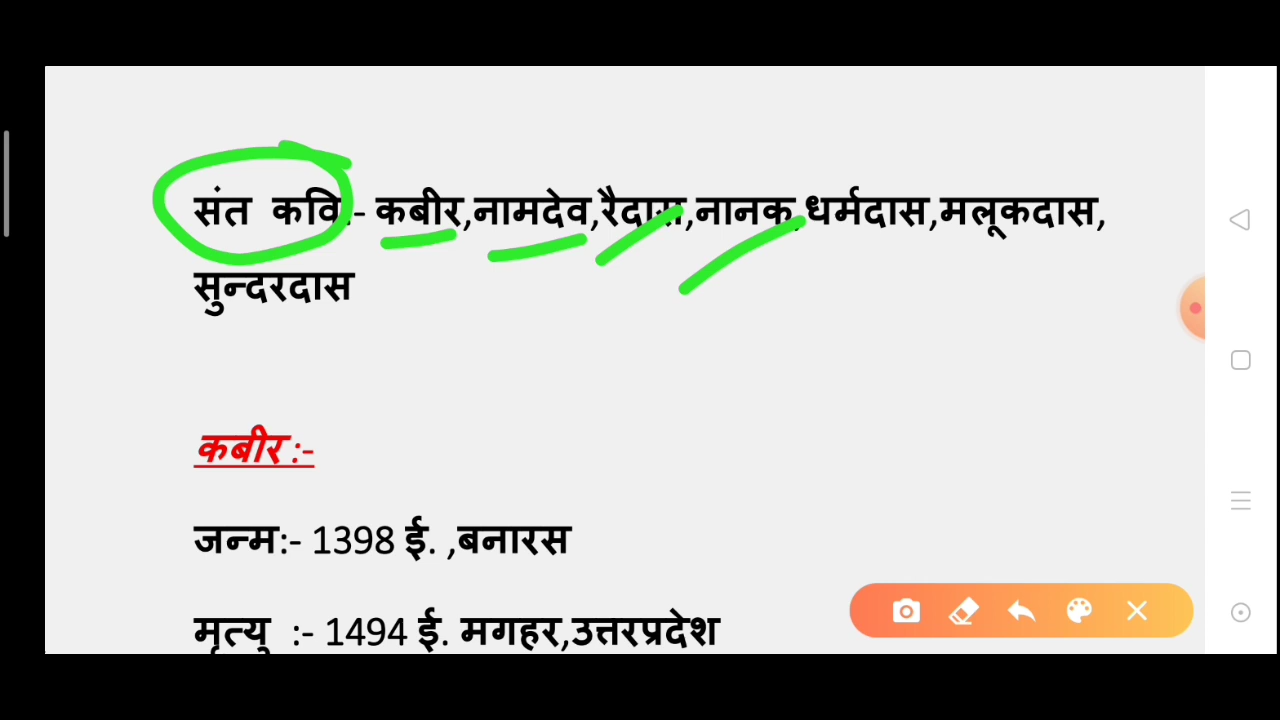 संत कवि:- कबीर,नामदेव,रैदास,नानक,धर्मदास,मलूकदास,
सुन्दरदास
कबीर :-
जन्म:- 1398 ई. ,बनारस
मृत्यु :- 1494 ई. मगहर,उत्तरप्रदेश